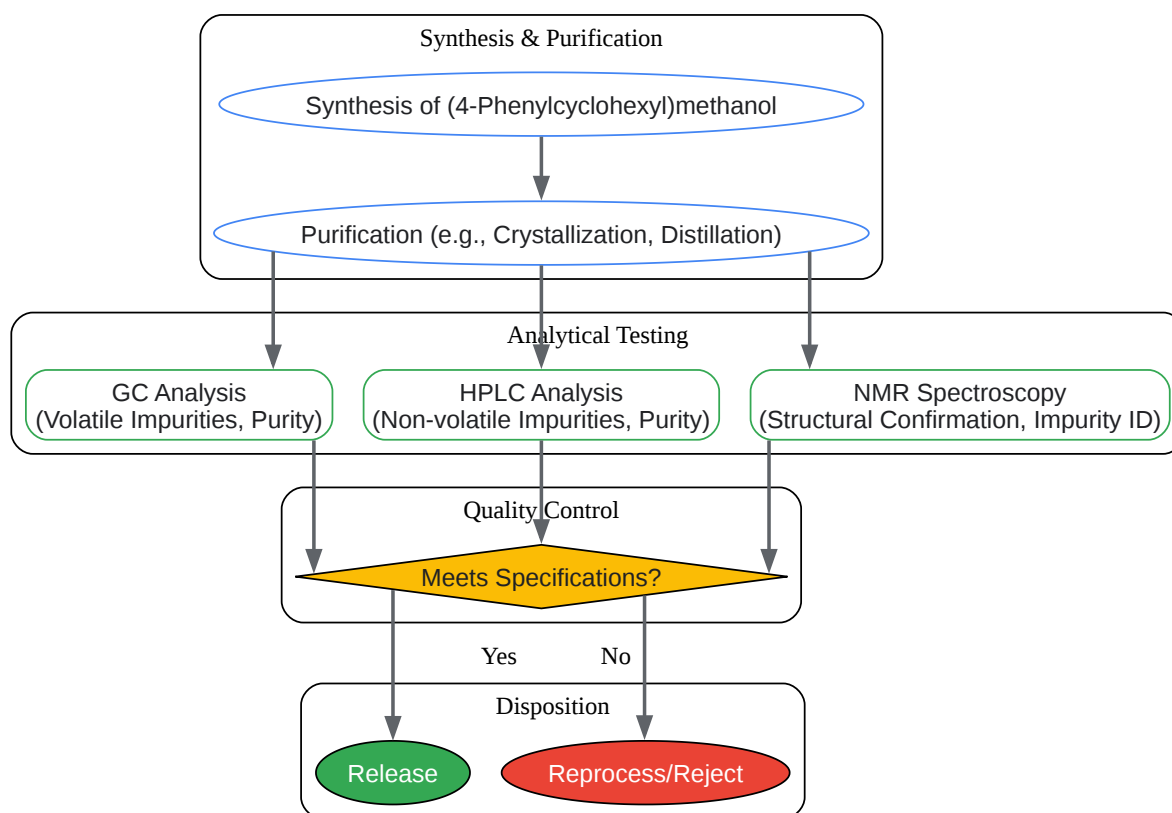 Synthesis & Purification
Synthesis of (4-Phenylcyclohexyl)methanol
Purification (e.g., Crystallization, Distillation)
Analytical Testing
GC Analysis
(Volatile Impurities, Purity)
HPLC Analysis
(Non-volatile Impurities, Purity)
NMR Spectroscopy
(Structural Confirmation, Impurity ID)
Quality Control
Meets Specifications?
Yes
No
Disposition
Release
Reprocess/Reject